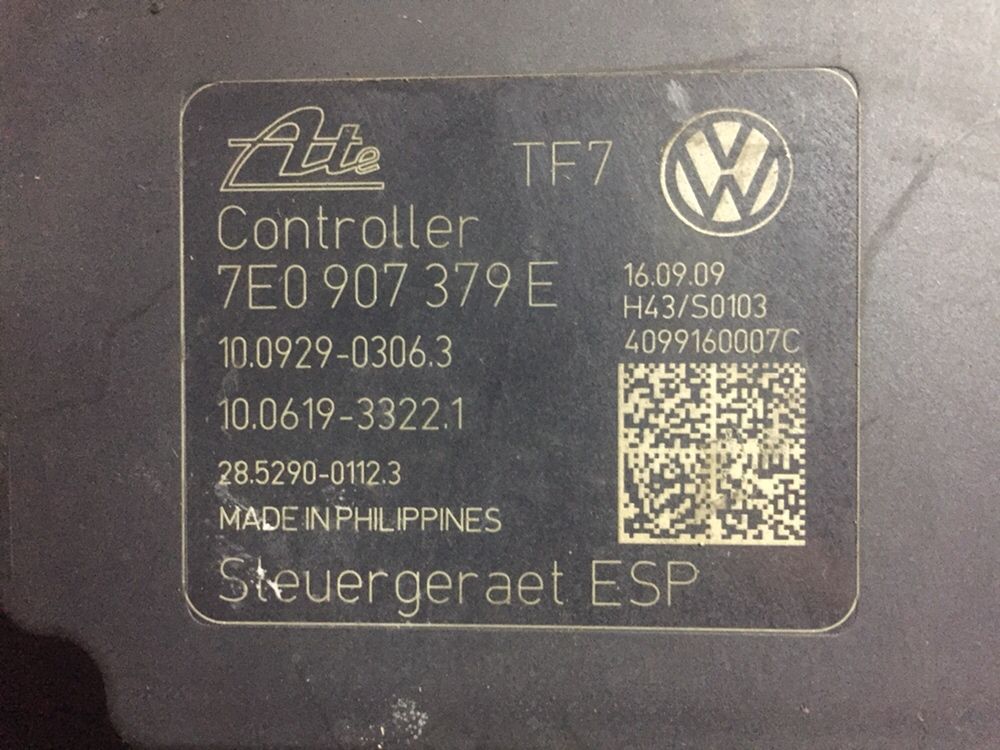 Ate
TF7
Controller
7E0 907 379 E
16.09.09
H43/S0103
4099160007C
10.0929-0306.3
10.0619-3322.1
28.5290-0112.3
MADE IN PHILIPPINES
Steuergeraet ESP